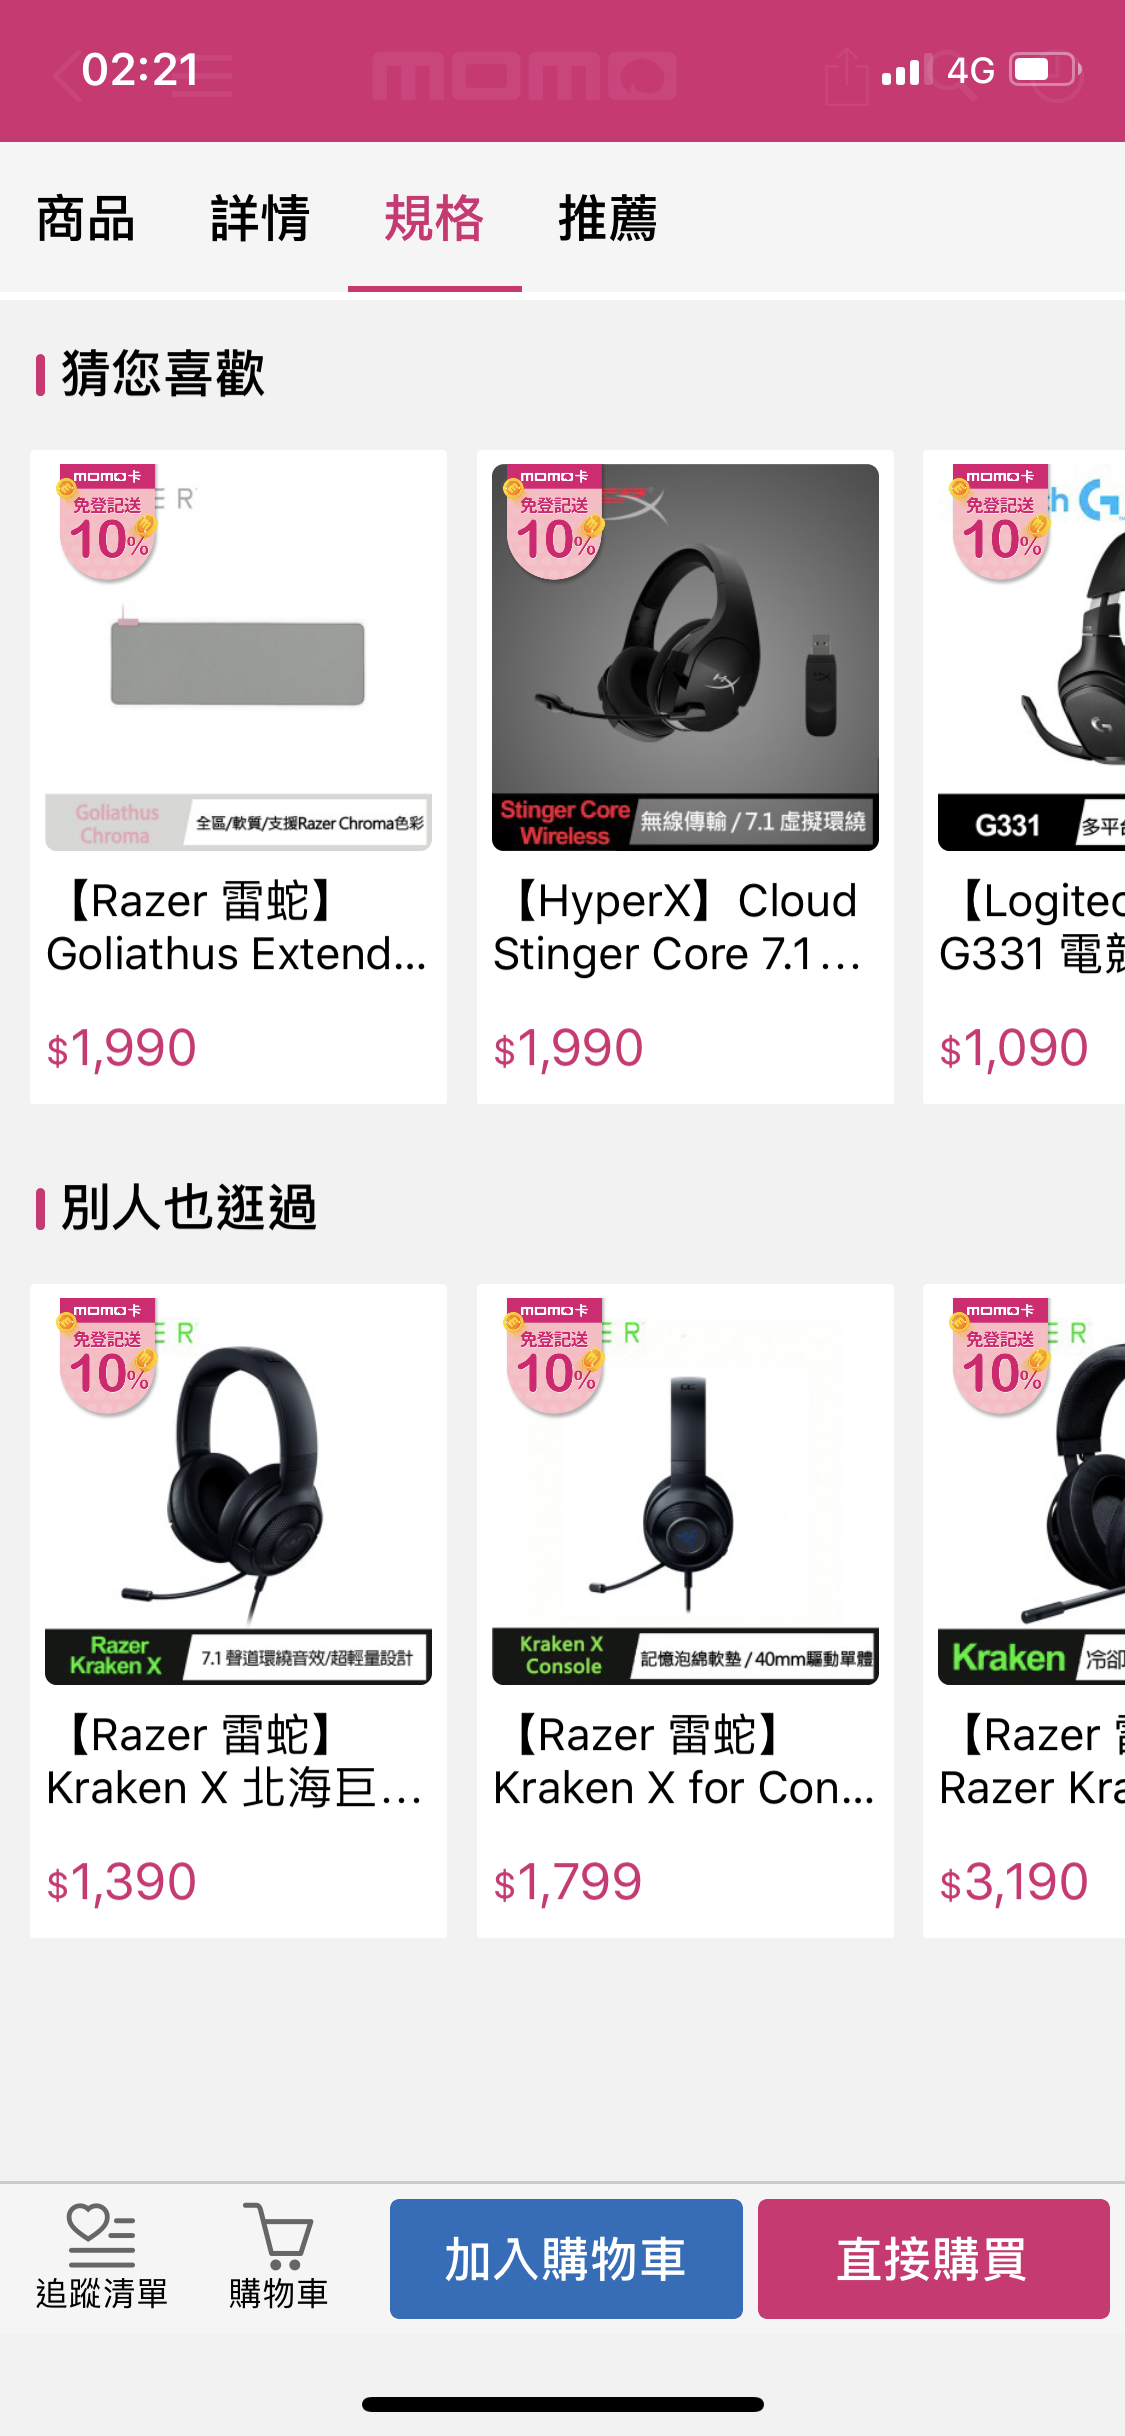 02:21
momo
4G
商品 詳情 規格 推薦
猜您喜歡
momo卡
免登記送
10%
E R
Goliathus
Chroma
全區/軟質/支援Razer Chroma色彩
【Razer 雷蛇】
Goliathus Extend...
$1,990
momo卡
免登記送
10%
Stinger Core
Wireless
無線傳輸 / 7.1 虛擬環繞
【HyperX】Cloud
Stinger Core 7.1...
$1,990
momo卡
免登記送
10%
ch G
G331
多平台
【Logitec
G331 電競
$1,090
別人也逛過
momo卡
免登記送
10%
E R
Razer
Kraken X
7.1 聲道環繞音效/超輕量設計
【Razer 雷蛇】
Kraken X 北海巨...
$1,390
momo卡
免登記送
10%
E R
Kraken X
Console
記憶泡綿軟墊 / 40mm驅動單體
【Razer 雷蛇】
Kraken X for Con...
$1,799
momo卡
免登記送
10%
E R
Kraken
冷卻
【Razer 雷
Razer Kra
$3,190
追蹤清單
購物車
加入購物車
直接購買